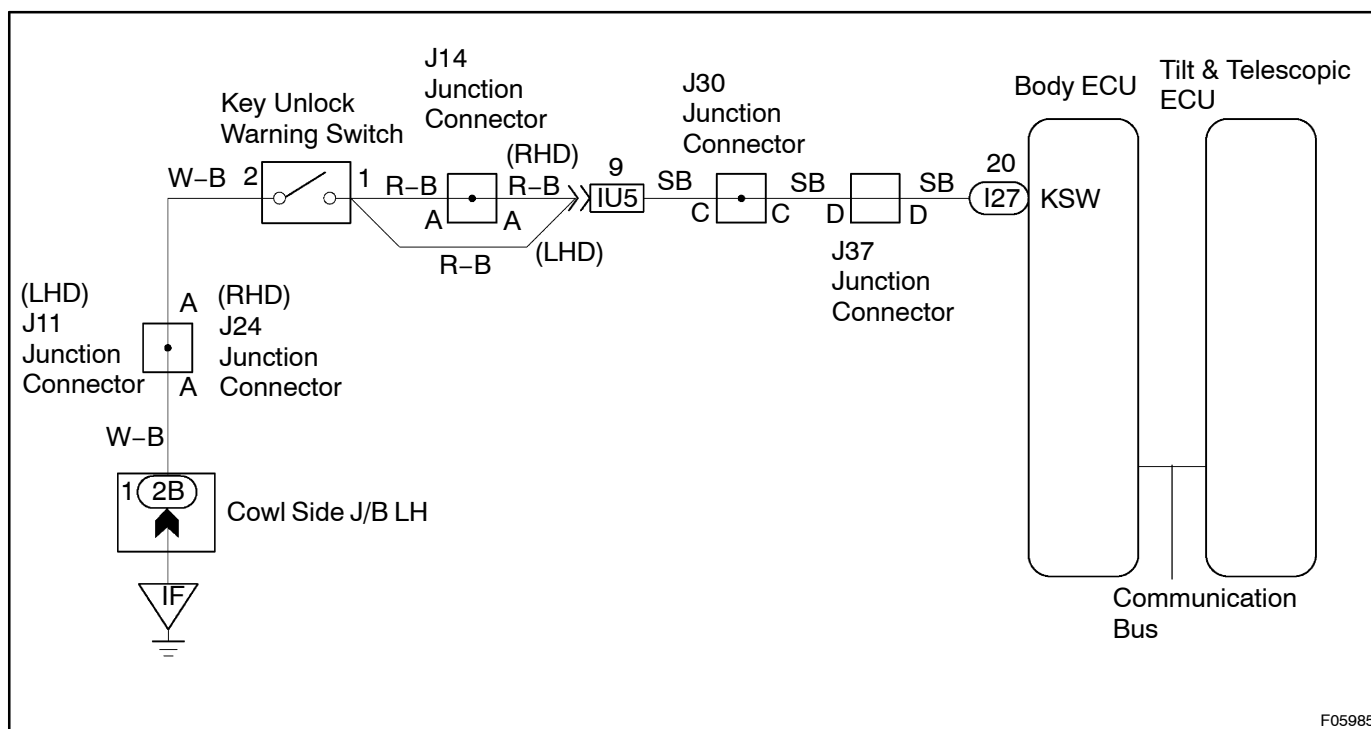 J14
Junction
Connector
J30
Junction
Connector
Body ECU
Tilt & Telescopic
ECU
Key Unlock
Warning Switch
W–B
2
1
R–B
A
(RHD)
R–B
A
9
IU5
SB
C
C
SB
D
D
SB
20
I27
KSW
R–B
(LHD)
J37
Junction
Connector
(LHD)
J11
Junction
Connector
A
A
(RHD)
J24
Junction
Connector
W–B
1
2B
Cowl Side J/B LH
IF
Communication
Bus
F05985